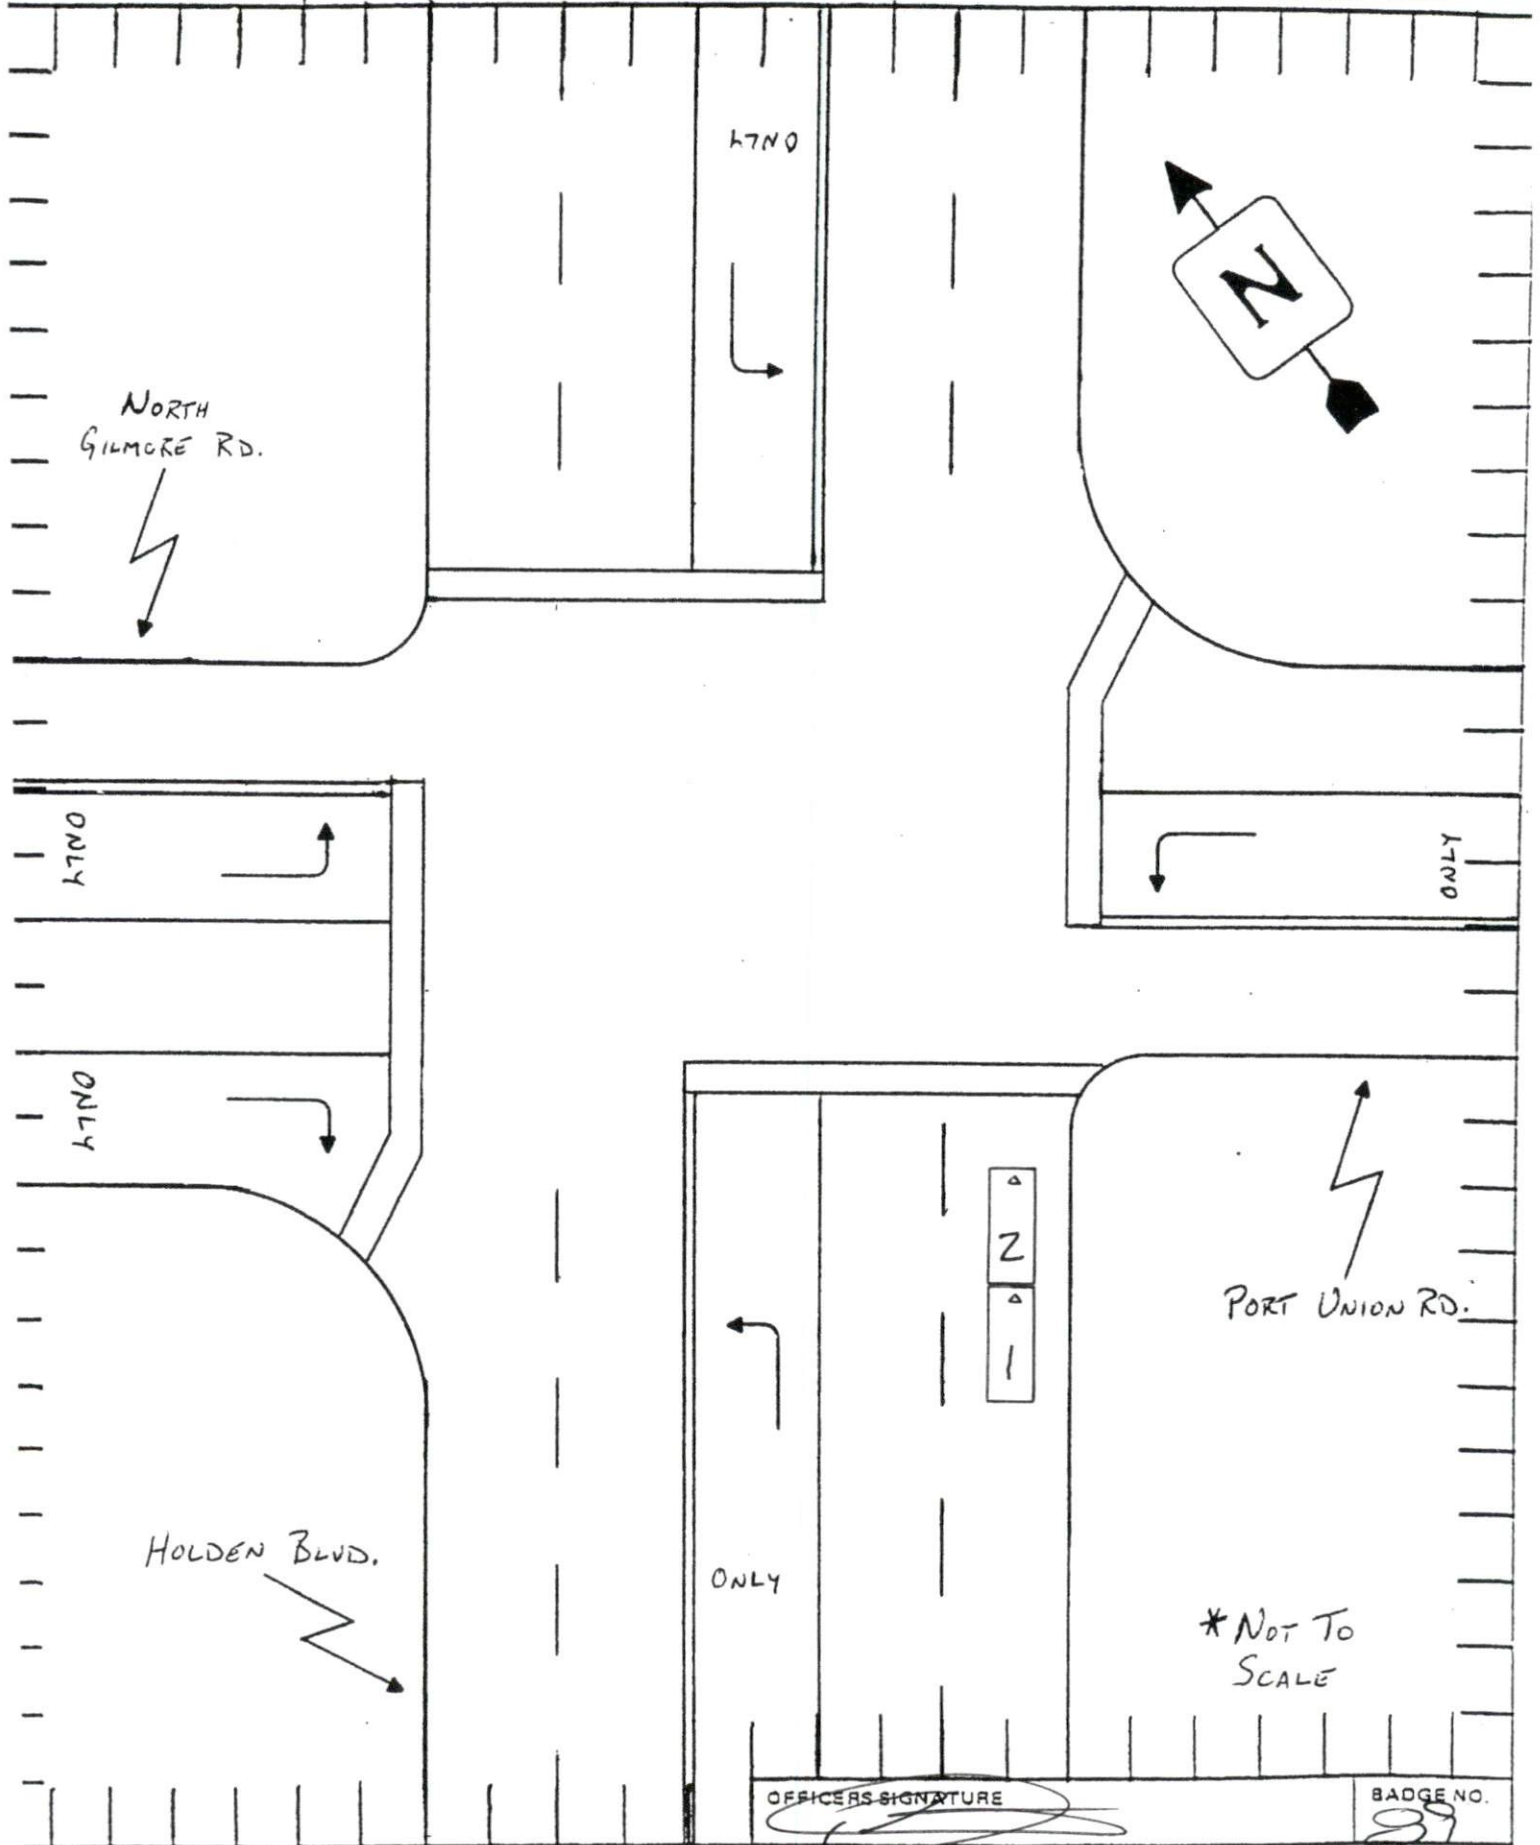 ONLY
N
NORTH
GILMORE RD.
ONLY
ONLY
ONLY
2
1
PORT UNION RD.
HOLDEN BLVD.
ONLY
*NOT TO
SCALE
OFFICERS SIGNATURE
BADGE NO.
39